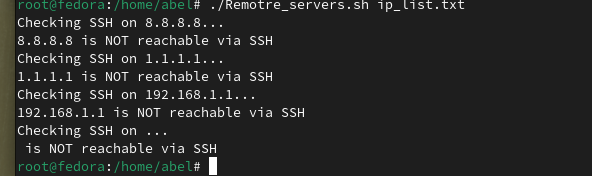 root@fedora:/home/abel# ./Remotre_servers.sh ip_list.txt
Checking SSH on 8.8.8.8...
8.8.8.8 is NOT reachable via SSH
Checking SSH on 1.1.1.1...
1.1.1.1 is NOT reachable via SSH
Checking SSH on 192.168.1.1...
192.168.1.1 is NOT reachable via SSH
Checking SSH on ...
 is NOT reachable via SSH
root@fedora:/home/abel#